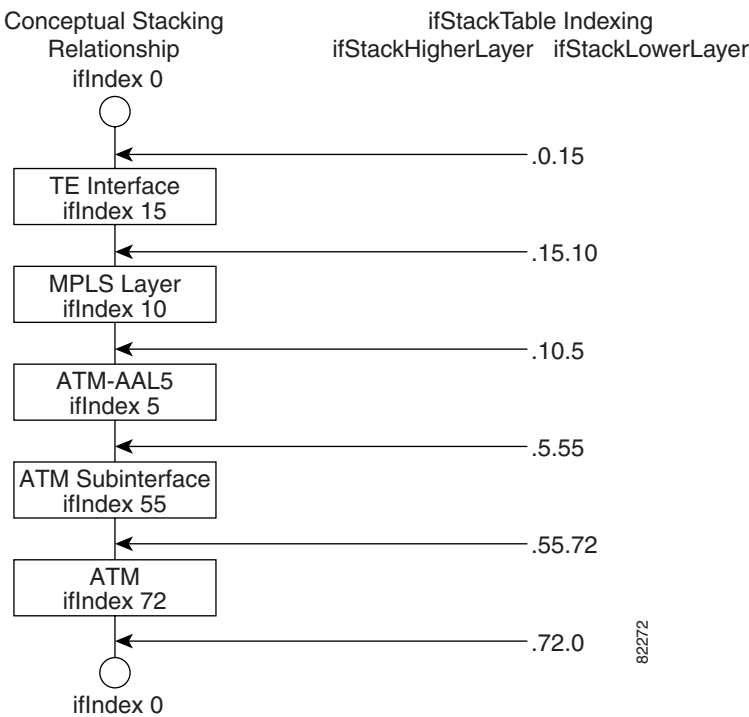 Conceptual Stacking
Relationship
ifIndex 0
ifStackTable Indexing
ifStackHigherLayer ifStackLowerLayer
.0.15
TE Interface
ifIndex 15
.15.10
MPLS Layer
ifIndex 10
.10.5
ATM-AAL5
ifIndex 5
.5.55
ATM Subinterface
ifIndex 55
.55.72
ATM
ifIndex 72
.72.0
82272
ifIndex 0